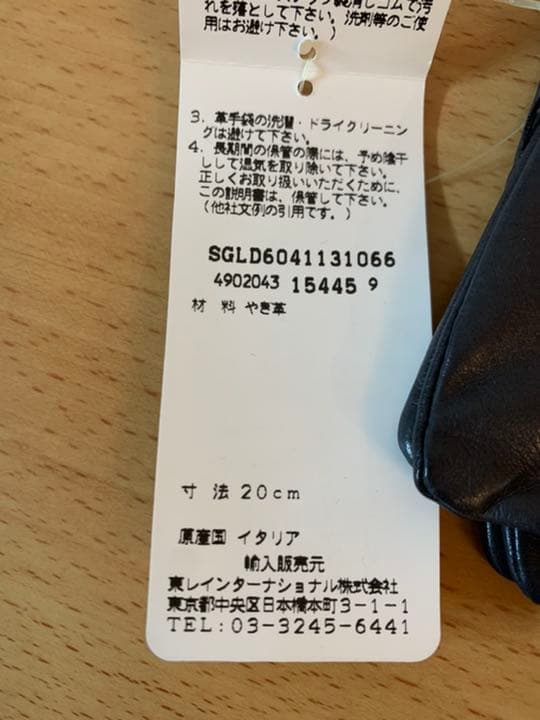 れを落として下さい。洗剤等のご使
用はお避け下さい。）
3. 革手袋の洗濯・ドライクリーニン
グは避けて下さい。
4. 長期間の保管の際には、予め陰干
しして湿気を取り除いて下さい。
正しくお取り扱いいただくために、
この説明書は、保管して下さい。
（他社文例の引用です。）
SGLD6041131066
4902043 15445 9
材 料 やぎ革
寸 法 20cm
原産国 イタリア
輸入販売元
東レインターナショナル株式会社
東京都中央区日本橋本町3-1-1
TEL:03-3245-6441